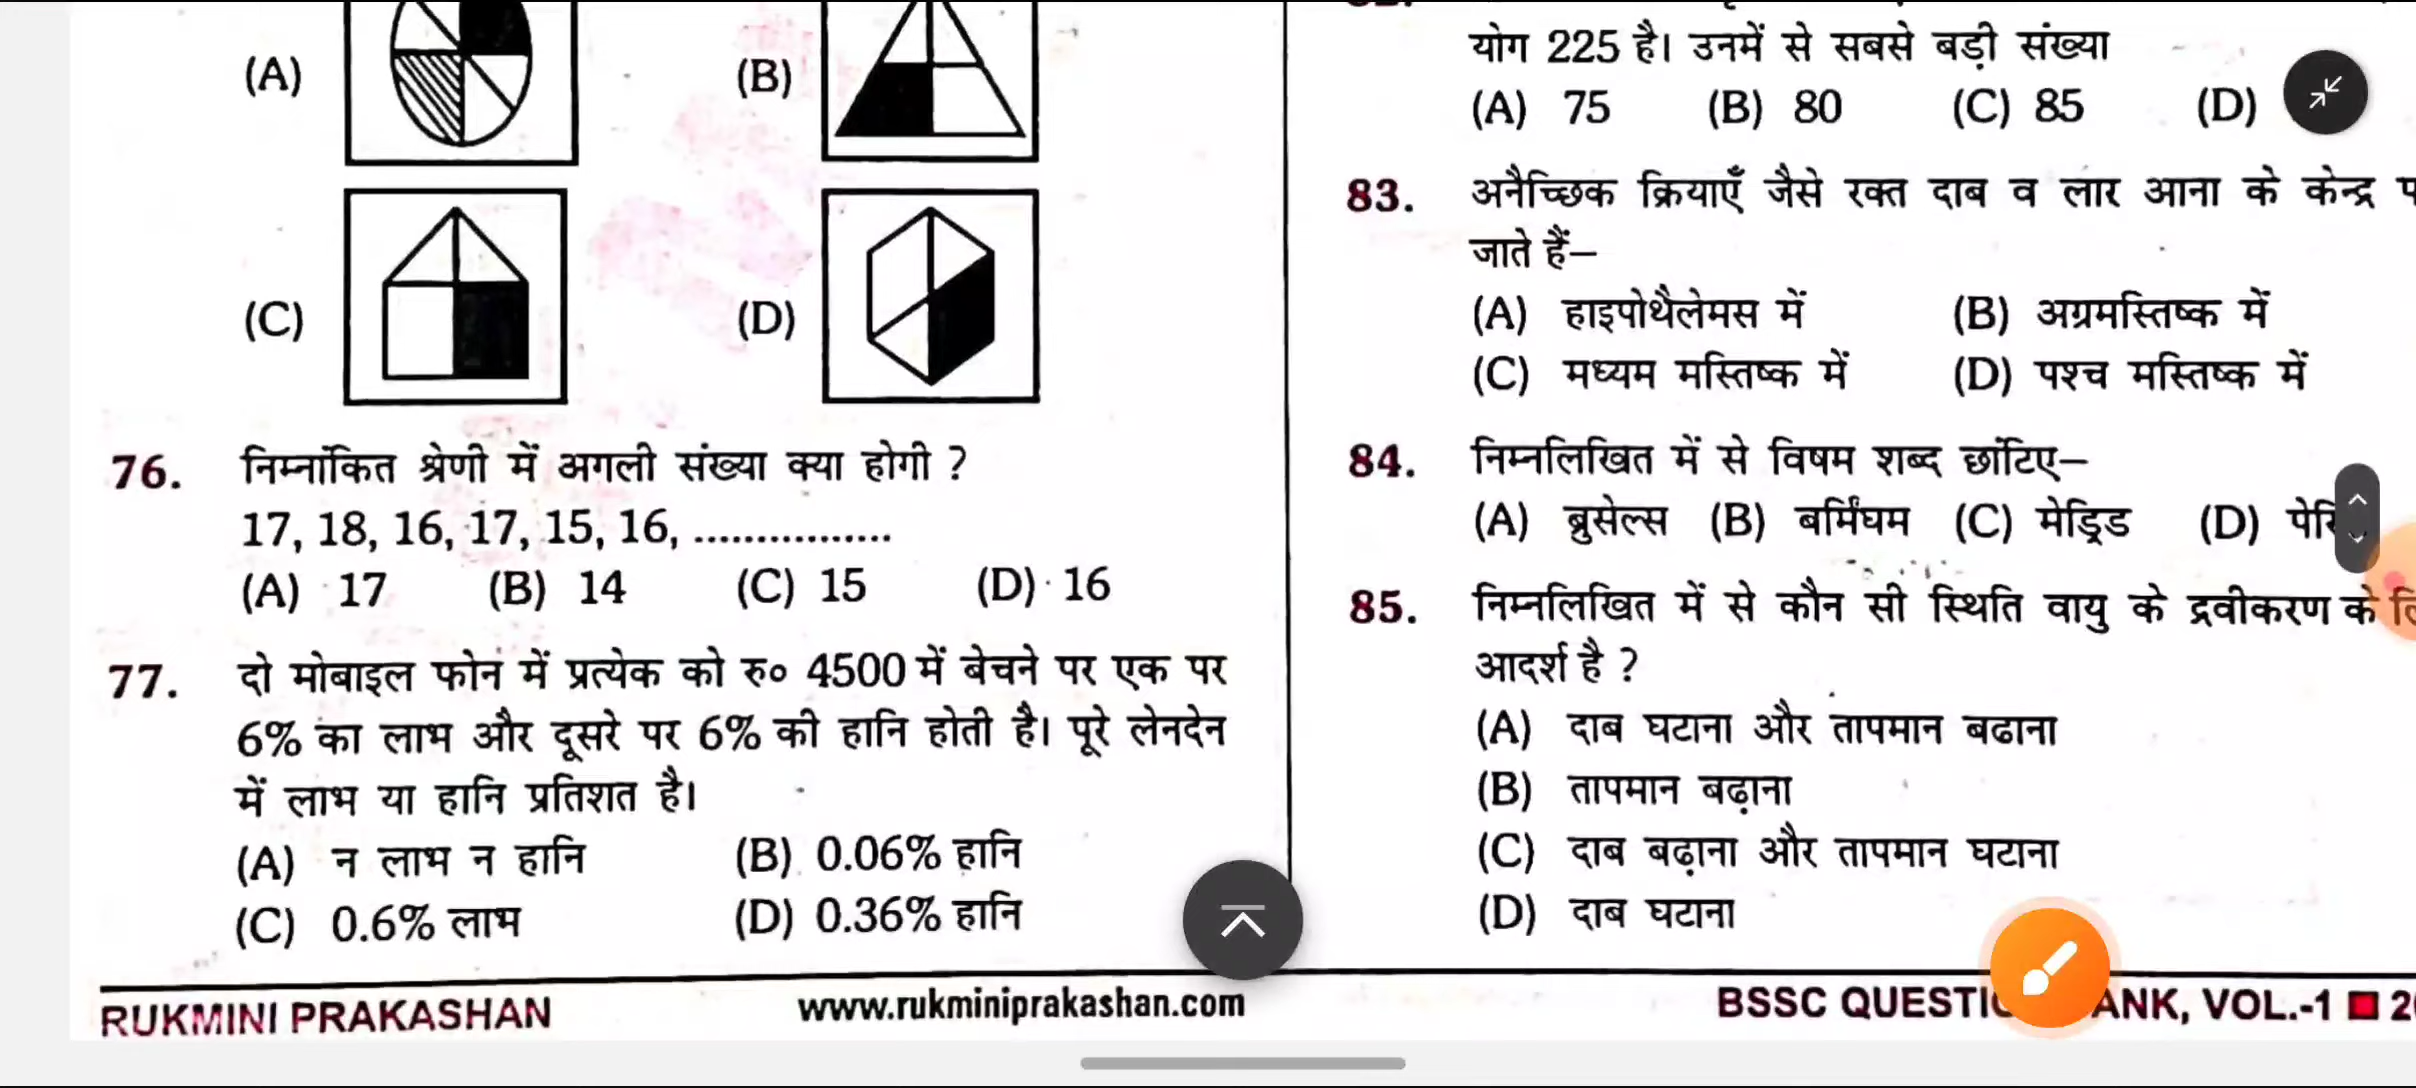 (A)
(B)
(C)
(D)
76. निम्नांकित श्रेणी में अगली संख्या क्या होगी ?
17, 18, 16, 17, 15, 16, ................
(A) 17 (B) 14 (C) 15 (D) 16
77. दो मोबाइल फोन में प्रत्येक को रु० 4500 में बेचने पर एक पर
6% का लाभ और दूसरे पर 6% की हानि होती है। पूरे लेनदेन
में लाभ या हानि प्रतिशत है।
(A) न लाभ न हानि (B) 0.06% हानि
(C) 0.6% लाभ (D) 0.36% हानि
योग 225 है। उनमें से सबसे बड़ी संख्या
(A) 75 (B) 80 (C) 85 (D)
83. अनैच्छिक क्रियाएँ जैसे रक्त दाब व लार आना के केन्द्र
जाते हैं–
(A) हाइपोथैलेमस में (B) अग्रमस्तिष्क में
(C) मध्यम मस्तिष्क में (D) पश्च मस्तिष्क में
84. निम्नलिखित में से विषम शब्द छांटिए–
(A) ब्रुसेल्स (B) बर्मिंघम (C) मेड्रिड (D)
85. निम्नलिखित में से कौन सी स्थिति वायु के द्रवीकरण के
आदर्श है ?
(A) दाब घटाना और तापमान बढाना
(B) तापमान बढ़ाना
(C) दाब बढ़ाना और तापमान घटाना
(D) दाब घटाना
RUKMINI PRAKASHAN www.rukminiprakashan.com BSSC VOL.-1